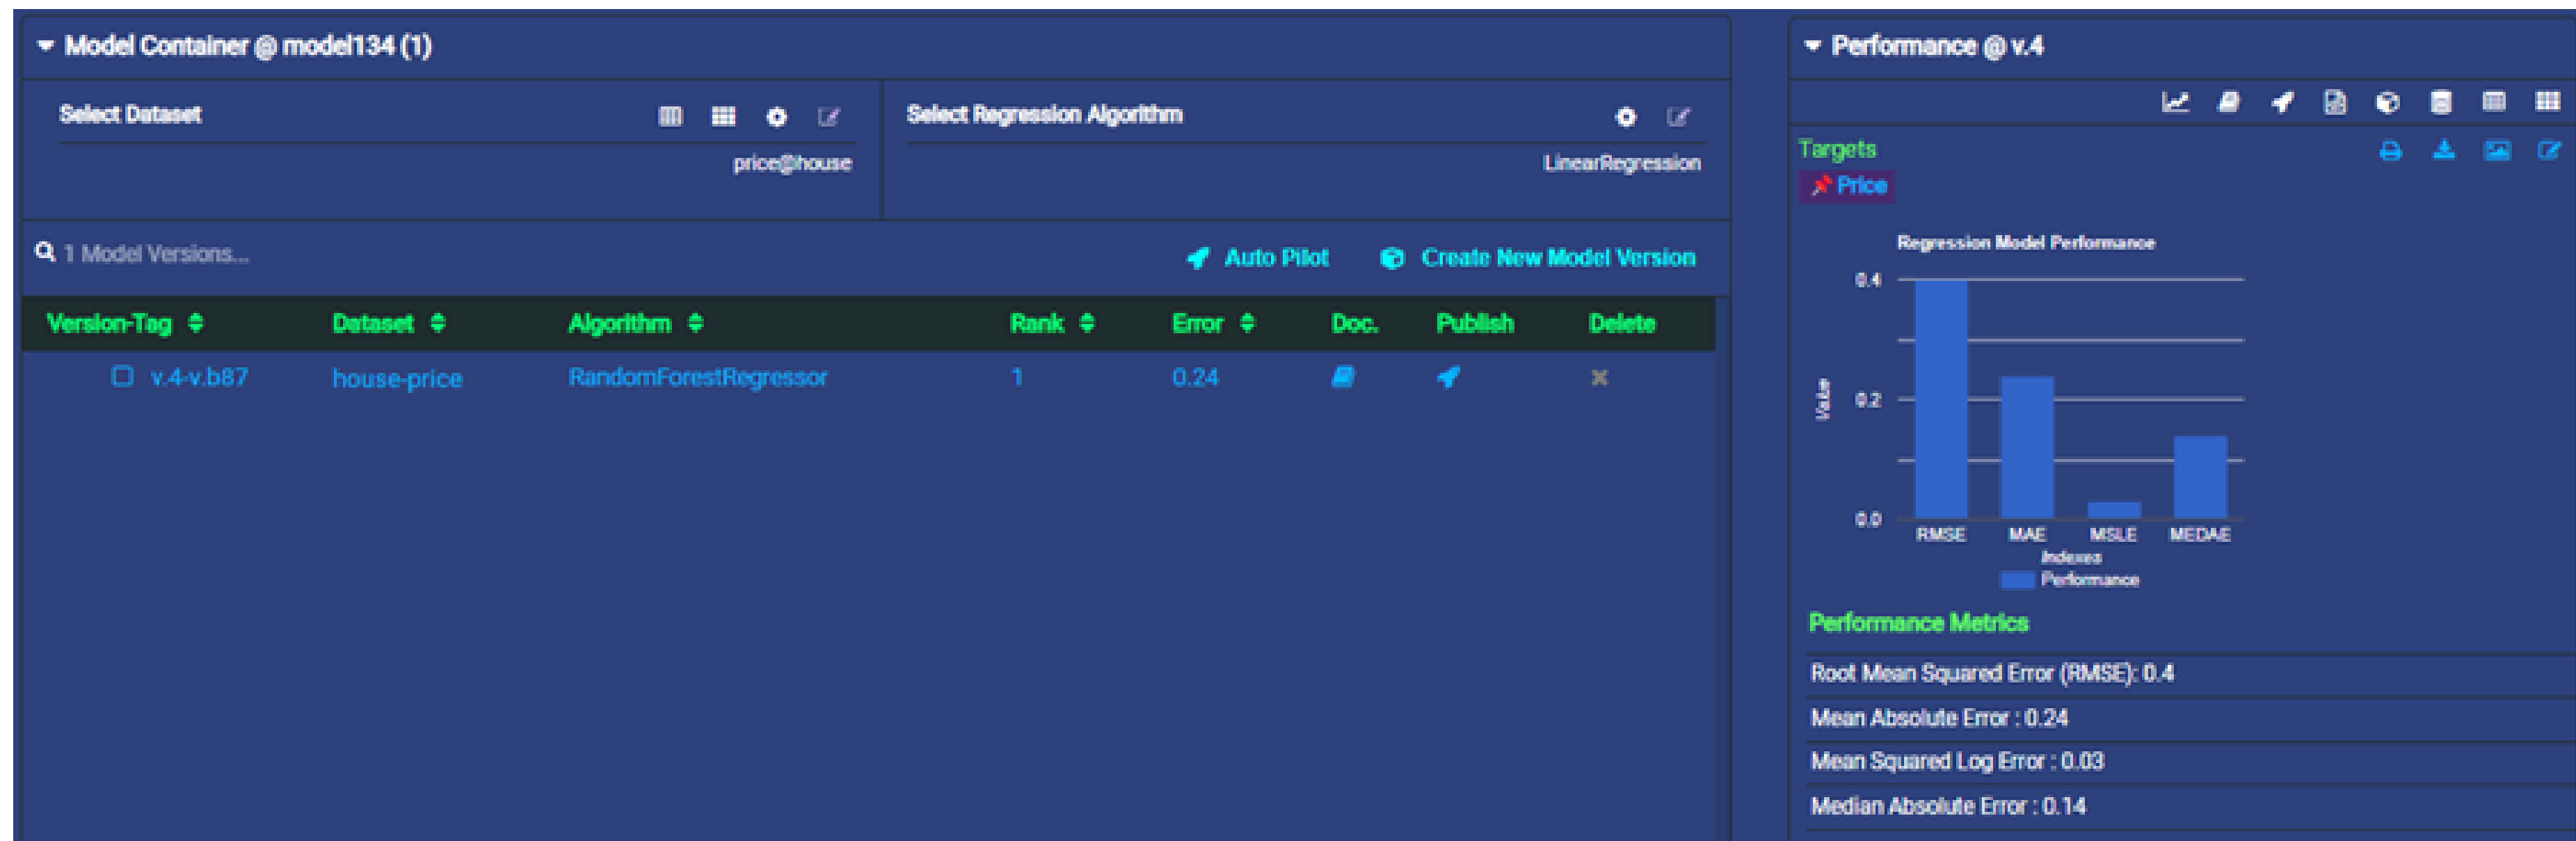 Model Container @ model134 (1)
Select Dataset
price@house
Select Regression Algorithm
LinearRegression
1 Model Versions...
Auto Pilot
Create New Model Version
Version-Tag Dataset Algorithm Rank Error Doc. Publish Delete
v.4-v.b87 house-price RandomForestRegressor 1 0.24
Performance @ v.4
Targets
Price
Regression Model Performance
0.4
0.2
0.0
Value
RMSE MAE MSLE MEDAE
Indexes
Performance
Performance Metrics
Root Mean Squared Error (RMSE): 0.4
Mean Absolute Error : 0.24
Mean Squared Log Error : 0.03
Median Absolute Error : 0.14